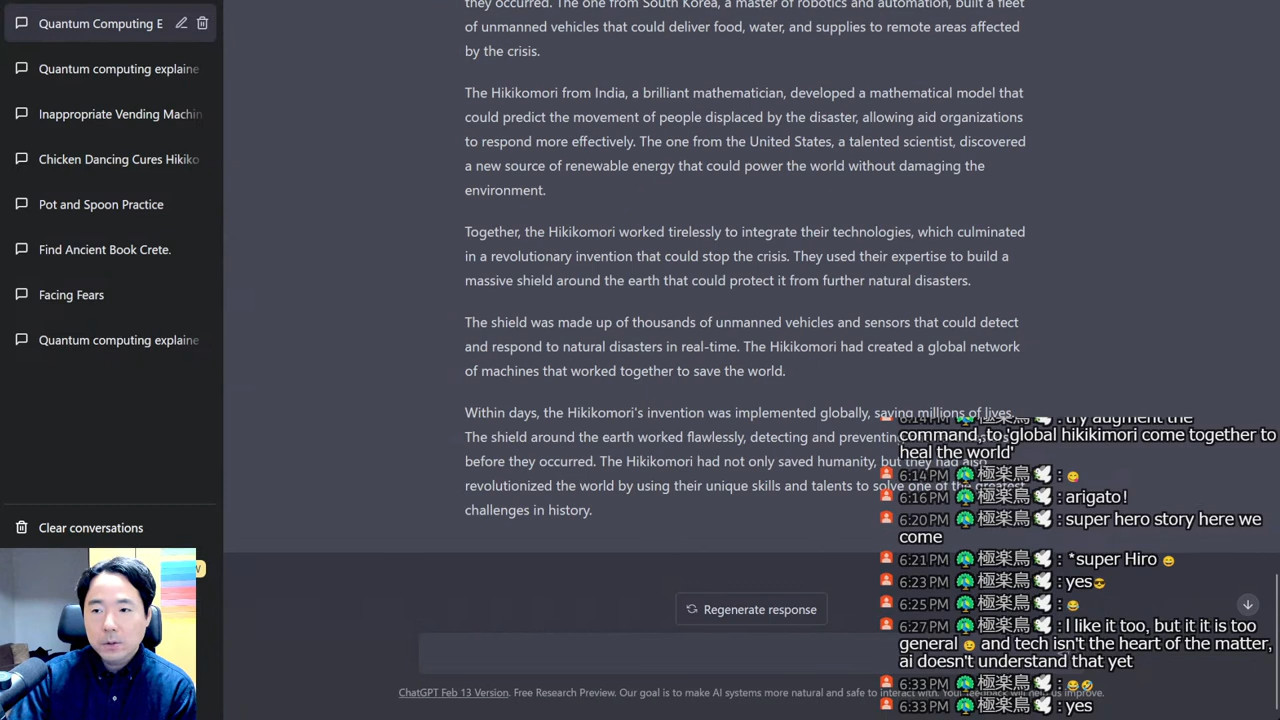 Quantum Computing E
Quantum computing explaine
Inappropriate Vending Machin
Chicken Dancing Cures Hikiko
Pot and Spoon Practice
Find Ancient Book Crete.
Facing Fears
Quantum computing explaine
Clear conversations
they occurred. The one from South Korea, a master of robotics and automation, built a fleet
of unmanned vehicles that could deliver food, water, and supplies to remote areas affected
by the crisis.
The Hikikomori from India, a brilliant mathematician, developed a mathematical model that
could predict the movement of people displaced by the disaster, allowing aid organizations
to respond more effectively. The one from the United States, a talented scientist, discovered
a new source of renewable energy that could power the world without damaging the
environment.
Together, the Hikikomori worked tirelessly to integrate their technologies, which culminated
in a revolutionary invention that could stop the crisis. They used their expertise to build a
massive shield around the earth that could protect it from further natural disasters.
The shield was made up of thousands of unmanned vehicles and sensors that could detect
and respond to natural disasters in real-time. The Hikikomori had created a global network
of machines that worked together to save the world.
Within days, the Hikikomori's invention was implemented globally, saving millions of lives.
The shield around the earth worked flawlessly, detecting and preventing
before they occurred. The Hikikomori had not only saved humanity, but they had also
revolutionized the world by using their unique skills and talents to solve one of the greatest
challenges in history.
Regenerate response
ChatGPT Feb 13 Version. Free Research Preview. Our goal is to make AI systems more natural and safe to interact with. Your feedback will help us improve.
6:14 PM 極楽鳥 : try augment the
command, to 'global hikikimori come together to
heal the world'
6:14 PM 極楽鳥 : 😋
6:16 PM 極楽鳥 : arigato!
6:20 PM 極楽鳥 : super hero story here we
come
6:21 PM 極楽鳥 : *super Hiro 😄
6:23 PM 極楽鳥 : yes😎
6:25 PM 極楽鳥 : 😂
6:27 PM 極楽鳥 : I like it too, but it it is too
general 😉 and tech isn't the heart of the matter,
ai doesn't understand that yet
6:33 PM 極楽鳥 : 😂🤣
6:33 PM 極楽鳥 : yes